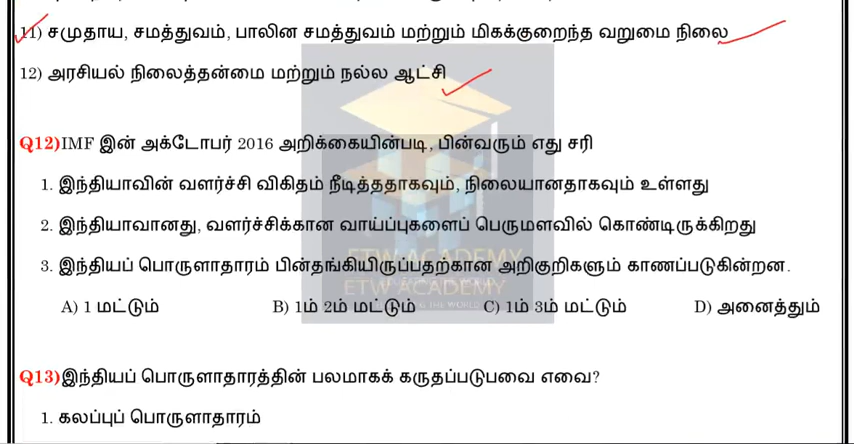 11) சமுதாய, சமத்துவம், பாலின சமத்துவம் மற்றும் மிகக்குறைந்த வறுமை நிலை
12) அரசியல் நிலைத்தன்மை மற்றும் நல்ல ஆட்சி
Q12)IMF இன் அக்டோபர் 2016 அறிக்கையின்படி, பின்வரும் எது சரி
1. இந்தியாவின் வளர்ச்சி விகிதம் நீடித்ததாகவும், நிலையானதாகவும் உள்ளது
2. இந்தியாவானது, வளர்ச்சிக்கான வாய்ப்புகளைப் பெருமளவில் கொண்டிருக்கிறது
3. இந்தியப் பொருளாதாரம் பின்தங்கியிருப்பதற்கான அறிகுறிகளும் காணப்படுகின்றன.
ETW ACADEMY
ETW ACADEMY
A) 1 மட்டும் B) 1ம் 2ம் மட்டும் C) 1ம் 3ம் மட்டும் D) அனைத்தும்
Q13)இந்தியப் பொருளாதாரத்தின் பலமாகக் கருதப்படுபவை எவை?
1. கலப்புப் பொருளாதாரம்